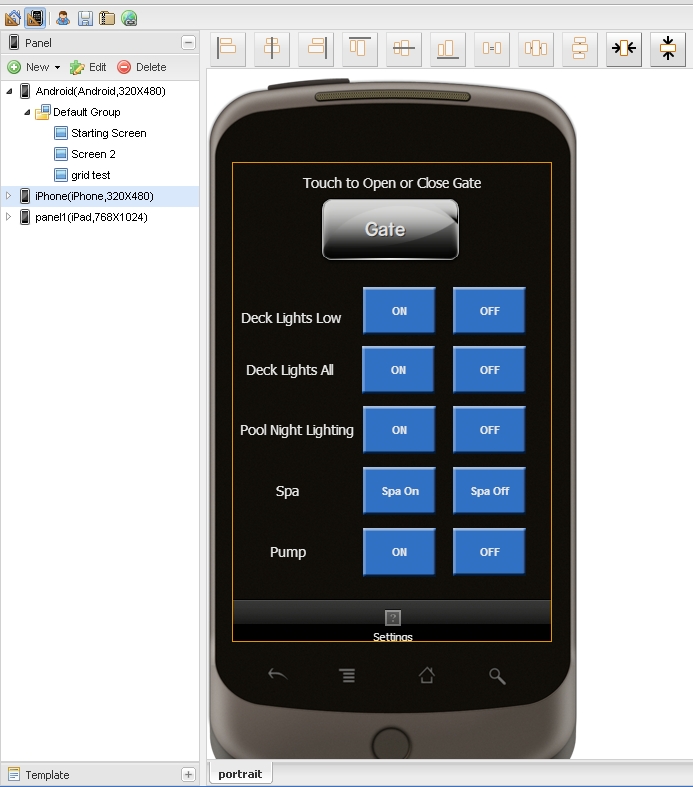 Panel
New
Edit
Delete
Android(Android,320X480)
Default Group
Starting Screen
Screen 2
grid test
iPhone(iPhone,320X480)
panel1(iPad,768X1024)
Template
Touch to Open or Close Gate
Gate
Deck Lights Low ON OFF
Deck Lights All ON OFF
Pool Night Lighting ON OFF
Spa Spa On Spa Off
Pump ON OFF
?
Settings
portrait